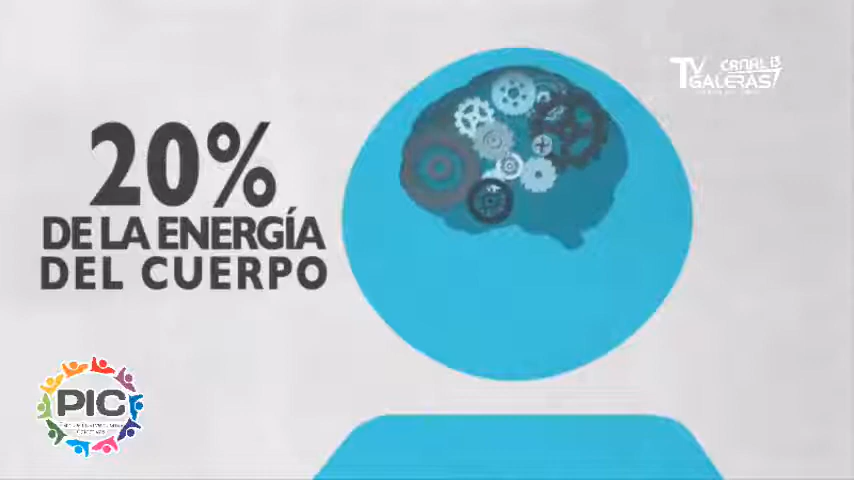 20%
DE LA ENERGÍA
DEL CUERPO
TV CANAL 13
GALERAS
PIC